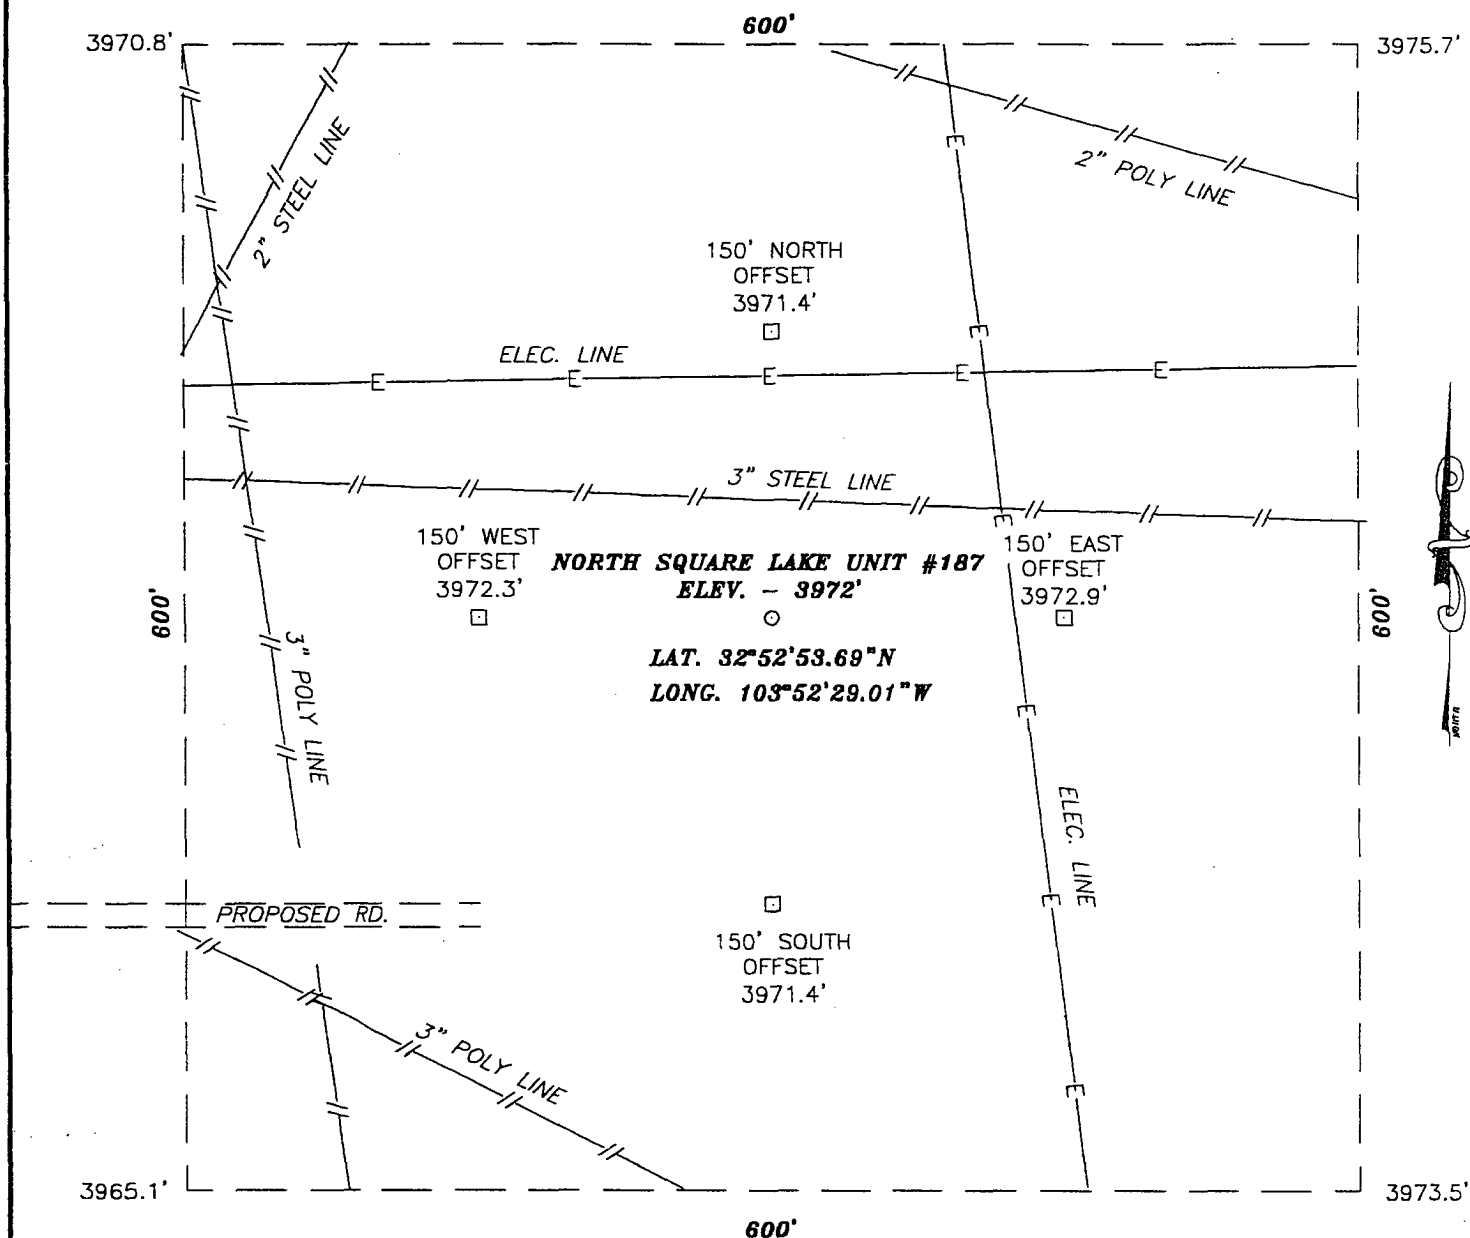 600'
3970.8'
3975.7'
2" STEEL LINE
2" POLY LINE
150' NORTH
OFFSET
3971.4'
ELEC. LINE
E E E E E
3" STEEL LINE
150' WEST
OFFSET
3972.3'
NORTH SQUARE LAKE UNIT #187
ELEV. - 3972'
150' EAST
OFFSET
3972.9'
600'
600'
LAT. 32°52'53.69"N
LONG. 103°52'29.01"W
3" POLY LINE
NORTH
ELEC. LINE
E E E E E E
PROPOSED RD.
150' SOUTH
OFFSET
3971.4'
3" POLY LINE
3965.1'
3973.5'
600'